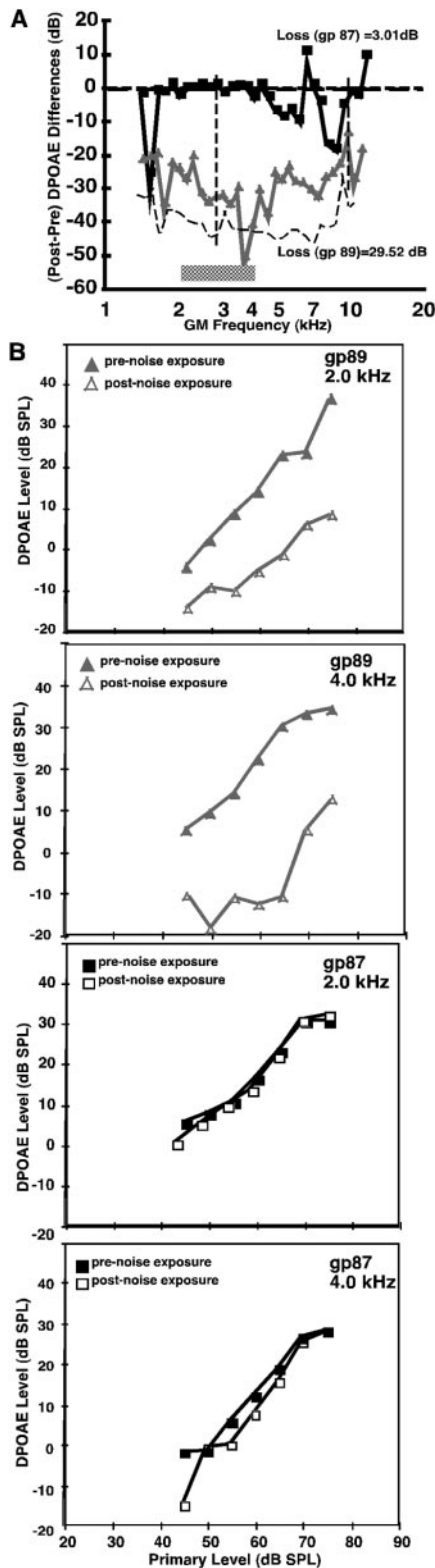 A
Loss (gp 87) =3.01dB
(Post-Pre) DPOAE Differences (dB)
20
10
0
-10
-20
-30
-40
-50
-60
Loss (gp 89)=29.52 dB
1 2 3 4 5 7 10 20
GM Frequency (kHz)
B
pre-noise exposure
post-noise exposure
gp89
2.0 kHz
DPOAE Level (dB SPL)
40
30
20
10
0
-10
-20
pre-noise exposure
post-noise exposure
gp89
4.0 kHz
DPOAE Level (dB SPL)
40
30
20
10
0
-10
-20
pre-noise exposure
post-noise exposure
gp87
2.0 kHz
DPOAE Level (dB SPL)
40
30
20
10
0
-10
-20
pre-noise exposure
post-noise exposure
gp87
4.0 kHz
DPOAE Level (dB SPL)
40
30
20
10
0
-10
-20
20 30 40 50 60 70 80 90
Primary Level (dB SPL)